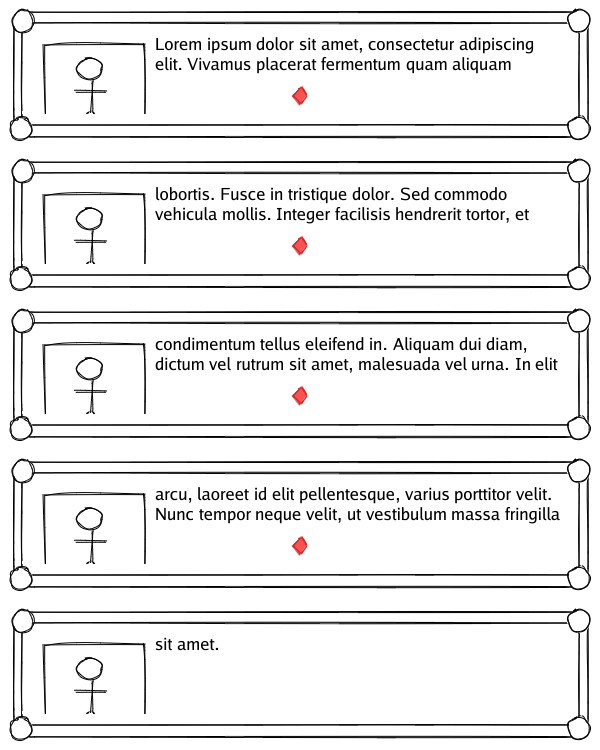 Lorem ipsum dolor sit amet, consectetur adipiscing
elit. Vivamus placerat fermentum quam aliquam
lobortis. Fusce in tristique dolor. Sed commodo
vehicula mollis. Integer facilisis hendrerit tortor, et
condimentum tellus eleifend in. Aliquam dui diam,
dictum vel rutrum sit amet, malesuada vel urna. In elit
arcu, laoreet id elit pellentesque, varius porttitor velit.
Nunc tempor neque velit, ut vestibulum massa fringilla
sit amet.